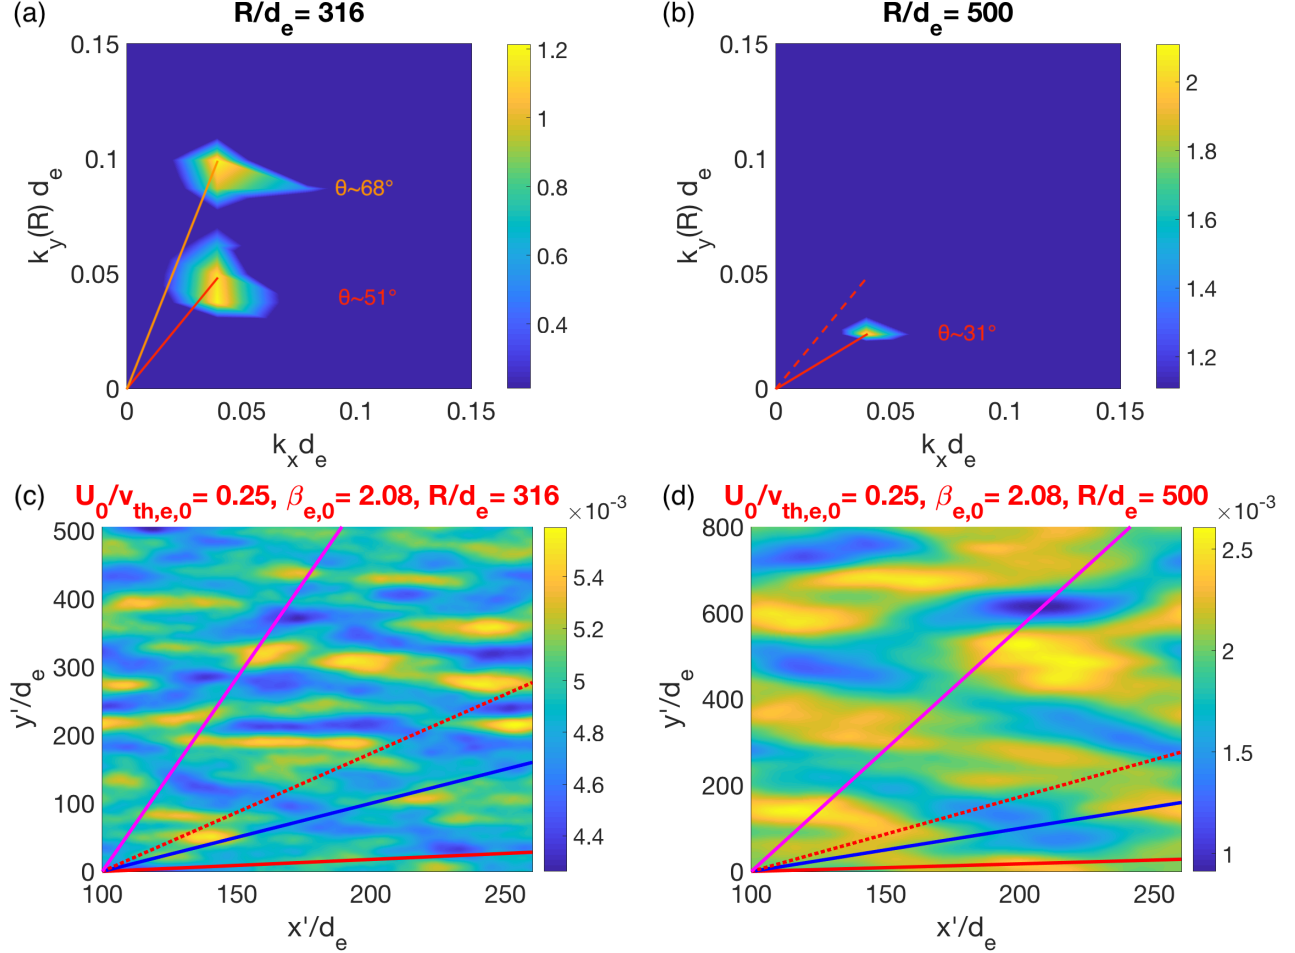 (a) R/dₑ= 316
0.15
0.1
0.05
0
k_y(R) dₑ
θ~68°
θ~51°
0 0.05 0.1 0.15
kₓdₑ
1.2
1
0.8
0.6
0.4
(b) R/dₑ= 500
0.15
0.1
0.05
0
k_y(R) dₑ
θ~31°
0 0.05 0.1 0.15
kₓdₑ
2
1.8
1.6
1.4
1.2
(c) U₀/v_th,e,0= 0.25, β_e,0= 2.08, R/dₑ= 316
×10⁻³
500
400
300
200
100
0
y'/dₑ
100 150 200 250
x'/dₑ
5.4
5.2
5
4.8
4.6
4.4
(d) U₀/v_th,e,0= 0.25, β_e,0= 2.08, R/dₑ= 500
×10⁻³
800
600
400
200
0
y'/dₑ
100 150 200 250
x'/dₑ
2.5
2
1.5
1